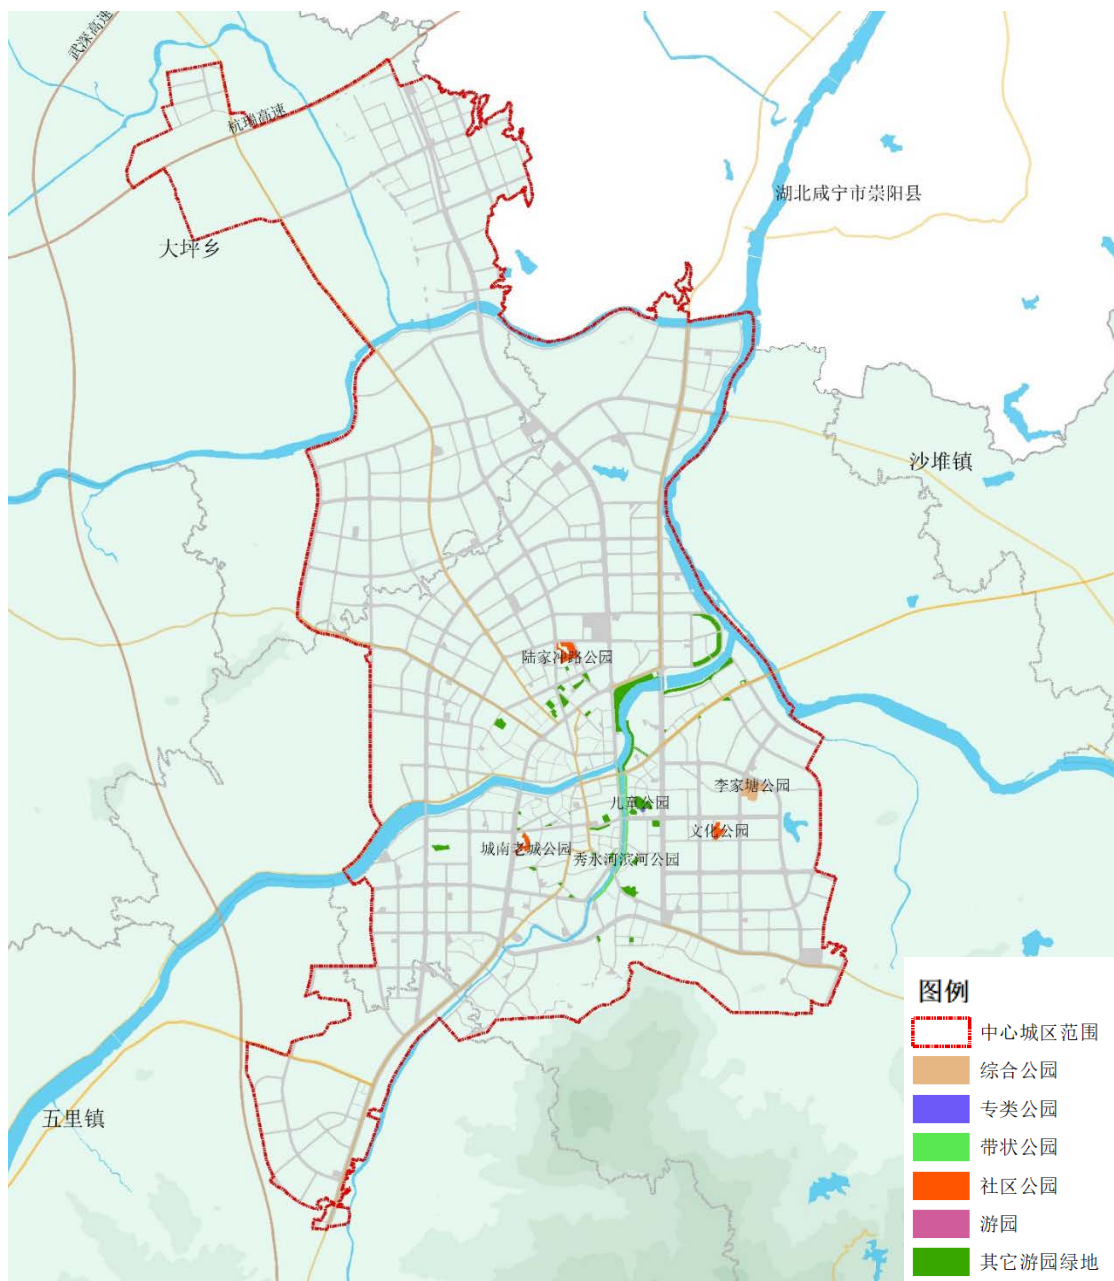 武深高速
杭瑞高速
湖北咸宁市崇阳县
大坪乡
沙堆镇
陆家冲路公园
李家塘公园
儿童公园
文化公园
城南老城公园
秀水河滨河公园
五里镇
图例
中心城区范围
综合公园
专类公园
带状公园
社区公园
游园
其它游园绿地